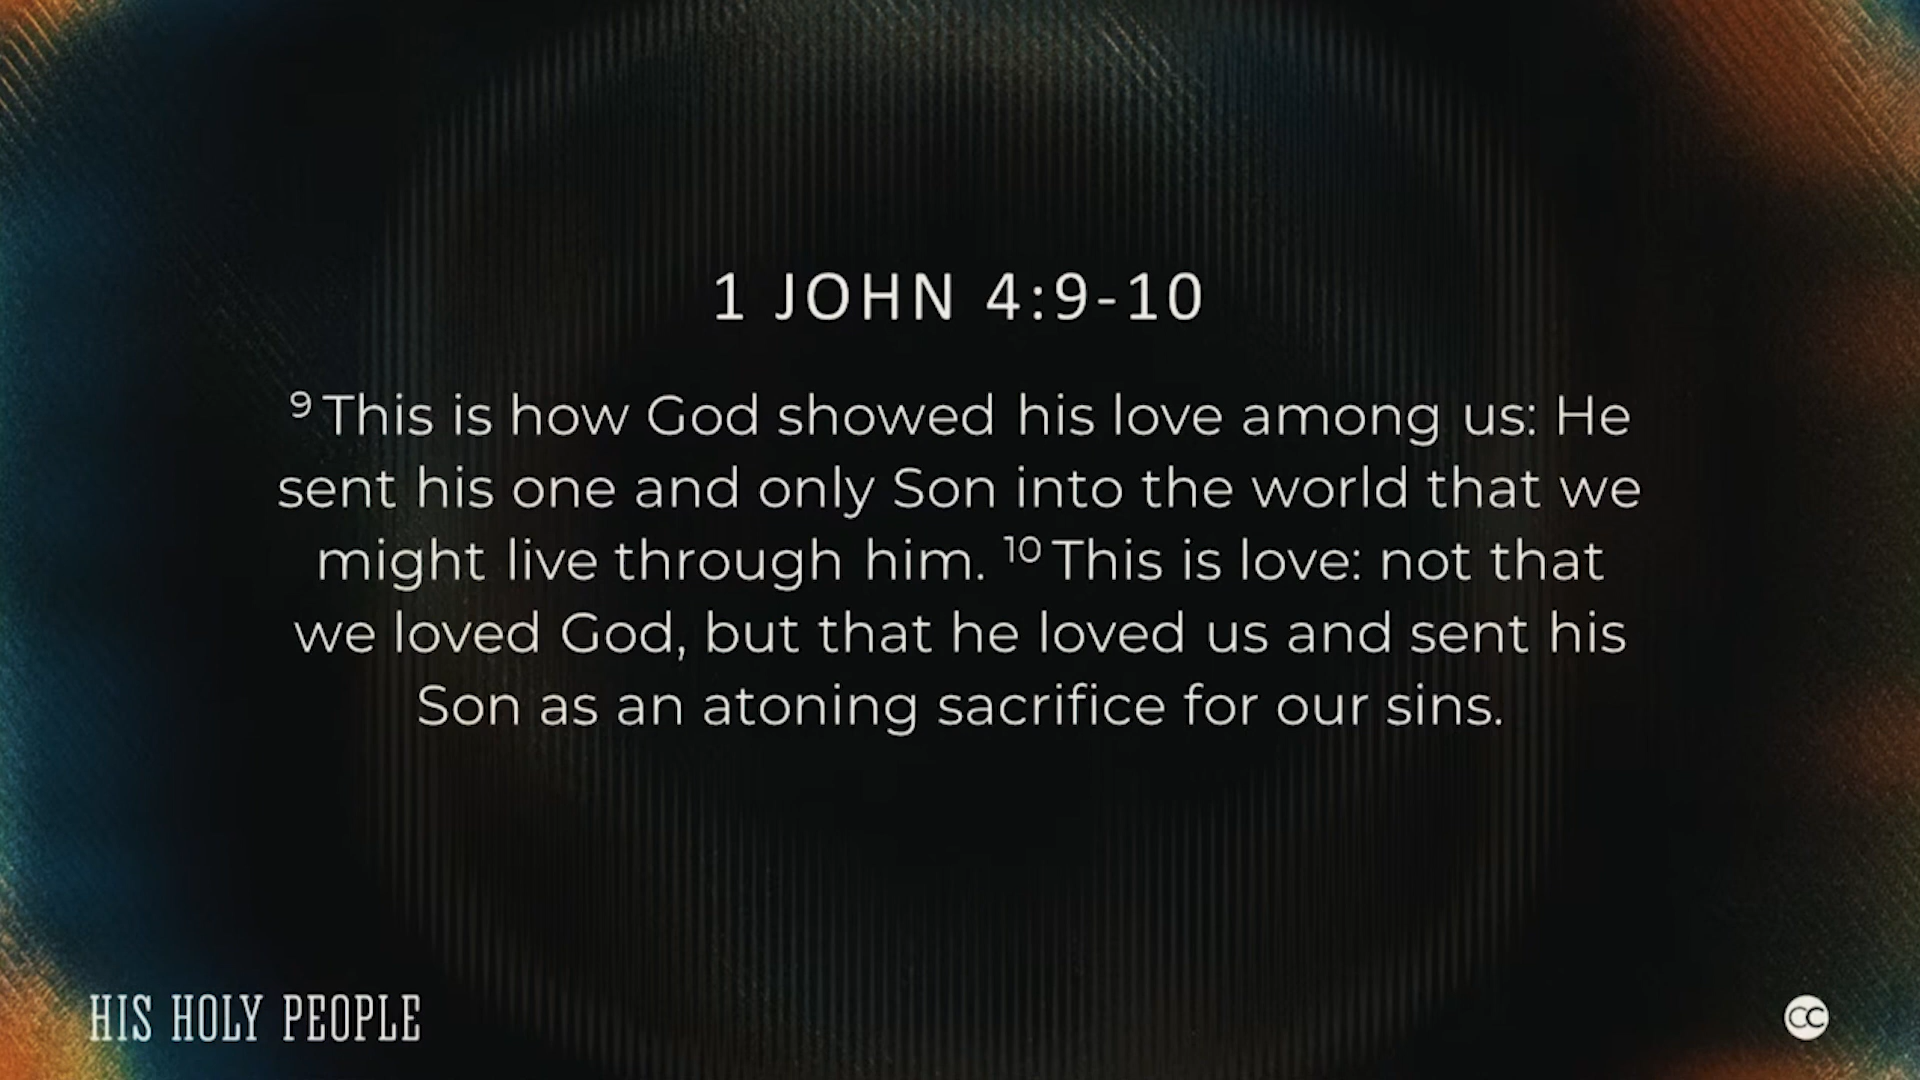 1 JOHN 4:9-10
⁹ This is how God showed his love among us: He
sent his one and only Son into the world that we
might live through him. ¹⁰ This is love: not that
we loved God, but that he loved us and sent his
Son as an atoning sacrifice for our sins.
HIS HOLY PEOPLE
CC